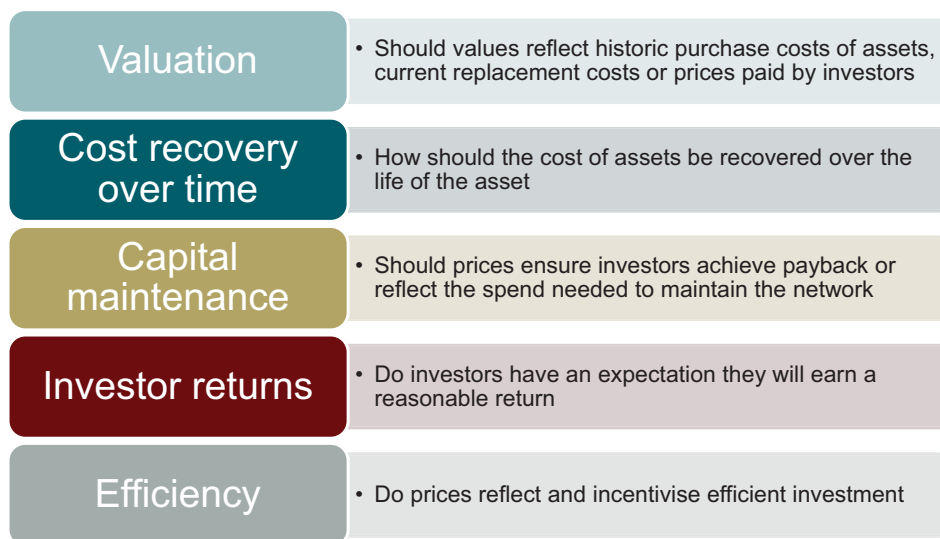 Valuation
• Should values reflect historic purchase costs of assets,
current replacement costs or prices paid by investors
Cost recovery
over time
• How should the cost of assets be recovered over the
life of the asset
Capital
maintenance
• Should prices ensure investors achieve payback or
reflect the spend needed to maintain the network
Investor returns
• Do investors have an expectation they will earn a
reasonable return
Efficiency
• Do prices reflect and incentivise efficient investment